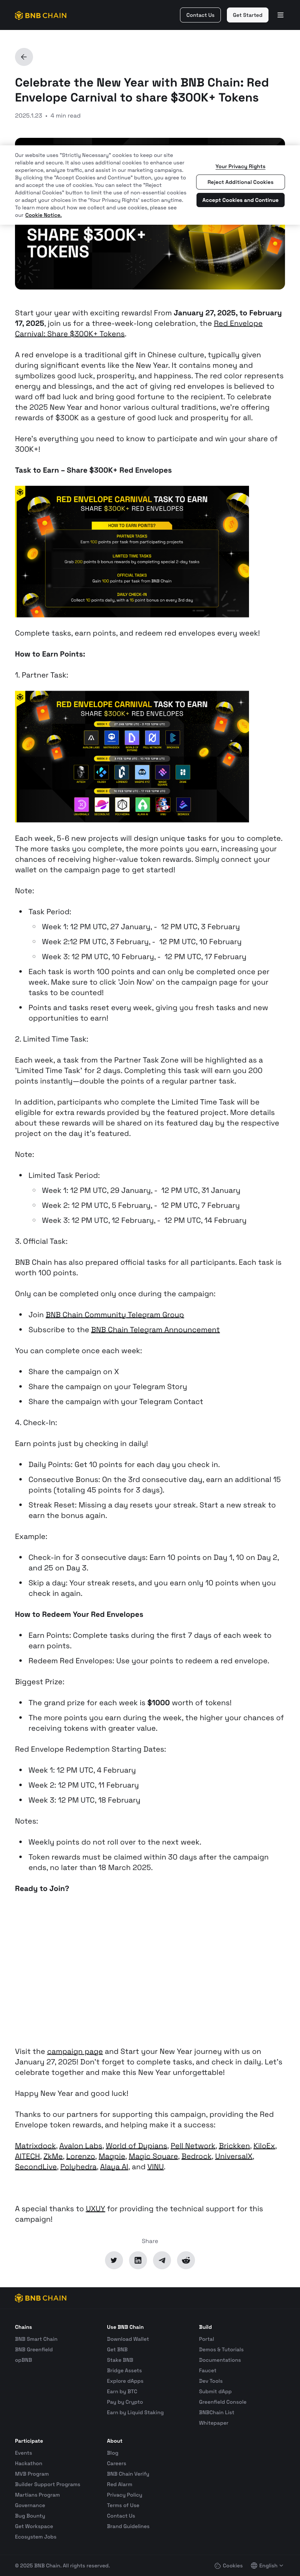 BNB CHAIN
Contact Us
Get Started
Celebrate the New Year with BNB Chain: Red
Envelope Carnival to share $300K+ Tokens
2025.1.23 • 4 min read
Our website uses "Strictly Necessary" cookies to keep our site
reliable and secure. It also uses additional cookies to enhance user
experience, analyze traffic, and assist in our marketing campaigns.
By clicking the "Accept Cookies and Continue" button, you agree to
and accept the use of cookies. You can select the "Reject
Additional Cookies" button to limit their use to non-essential cookies
or adapt your choices in the 'Your Privacy Rights' section anytime.
To learn more about how we collect and use cookies, please see
our Cookie Notice.
Your Privacy Rights
Reject Additional Cookies
Accept Cookies and Continue
SHARE $300K+
TOKENS
Start your year with exciting rewards! From January 27, 2025, to February
17, 2025, join us for a three-week-long celebration, the Red Envelope
Carnival: Share $300K+ Tokens.
A red envelope is a traditional gift in Chinese culture, typically given
during significant events like the New Year. It contains money and
symbolizes good luck, prosperity, and happiness. The red color represents
energy and blessings, and the act of giving red envelopes is believed to
ward off bad luck and bring good fortune to the recipient. To celebrate
the 2025 New Year and honor various cultural traditions, we're offering
rewards of $300K as a gesture of good luck and prosperity for all.
Here's everything you need to know to participate and win your share of
$300K+!
Task to Earn – Share $300K+ Red Envelopes
RED ENVELOPE CARNIVAL TASK TO EARN
SHARE $300K+ RED ENVELOPES
HOW TO EARN POINTS?
PARTNER TASK
Earn 100 points per task from participating projects
LIMITED TIME TASK
Grab 200 points & bonus rewards by completing special 2-day tasks
OFFICIAL TASK
Gain 100 points per task from BNB Chain
DAILY CHECK-IN
Collect 10 points daily, + 15 point bonus on every 3rd day
Complete tasks, earn points, and redeem red envelopes every week!
How to Earn Points:
1. Partner Task:
RED ENVELOPE CARNIVAL TASK TO EARN
SHARE $300K+ RED ENVELOPES
Each week, 5-6 new projects will design unique tasks for you to complete.
The more tasks you complete, the more points you earn, increasing your
chances of receiving higher-value token rewards. Simply connect your
wallet on the campaign page to get started!
Note:
• Task Period:
◦ Week 1: 12 PM UTC, 27 January, - 12 PM UTC, 3 February
◦ Week 2:12 PM UTC, 3 February, - 12 PM UTC, 10 February
◦ Week 3: 12 PM UTC, 10 February, - 12 PM UTC, 17 February
• Each task is worth 100 points and can only be completed once per
week. Make sure to click 'Join Now' on the campaign page for your
tasks to be counted!
• Points and tasks reset every week, giving you fresh tasks and new
opportunities to earn!
2. Limited Time Task:
Each week, a task from the Partner Task Zone will be highlighted as a
'Limited Time Task' for 2 days. Completing this task will earn you 200
points instantly—double the points of a regular partner task.
In addition, participants who complete the Limited Time Task will be
eligible for extra rewards provided by the project. More details about
these rewards will be shared on its featured day by the respective
project on the day it's featured.
Note:
• Limited Task Period:
◦ Week 1: 12 PM UTC, 29 January, - 12 PM UTC, 31 January
◦ Week 2: 12 PM UTC, 5 February, - 12 PM UTC, 7 February
◦ Week 3: 12 PM UTC, 12 February, - 12 PM UTC, 14 February
3. Official Task:
BNB Chain has also prepared official tasks for all participants. Each task is
worth 100 points.
Only can be completed only once during the campaign:
• Join BNB Chain Community Telegram Group
• Subscribe to the BNB Chain Telegram Announcement
You can complete once each week:
• Share the campaign on X
• Share the campaign on your Telegram Story
• Share the campaign with your Telegram Contact
4. Check-In:
Earn points just by checking in daily!
• Daily Points: Get 10 points for each day you check in.
• Consecutive Bonus: On the 3rd consecutive day, earn an additional 15
points (totaling 45 points for 3 days).
• Streak Reset: Missing a day resets your streak. Start a new streak to
earn the bonus again.
Example:
• Check-in for 3 consecutive days: Earn 10 points on Day 1, 10 on Day 2,
and 25 on Day 3.
• Skip a day: Your streak resets, and you earn only 10 points when you
check in again.
How to Redeem Your Red Envelopes
• Earn Points: Complete tasks during the first 7 days of each week to
earn points.
• Redeem Red Envelopes: Use your points to redeem a red envelope.
Biggest Prize:
• The grand prize for each week is $1000 worth of tokens!
• The more points you earn during the week, the higher your chances of
receiving tokens with greater value.
Red Envelope Redemption Starting Dates:
• Week 1: 12 PM UTC, 4 February
• Week 2: 12 PM UTC, 11 February
• Week 3: 12 PM UTC, 18 February
Notes:
• Weekly points do not roll over to the next week.
• Token rewards must be claimed within 30 days after the campaign
ends, no later than 18 March 2025.
Ready to Join?
Visit the campaign page and Start your New Year journey with us on
January 27, 2025! Don't forget to complete tasks, and check in daily. Let's
celebrate together and make this New Year unforgettable!
Happy New Year and good luck!
Thanks to our partners for supporting this campaign, providing the Red
Envelope token rewards, and helping make it a success:
Matrixdock, Avalon Labs, World of Dypians, Pell Network, Brickken, KiloEx,
AITECH, ZkMe, Lorenzo, Magpie, Magic Square, Bedrock, UniversalX,
SecondLive, Polyhedra, Alaya AI, and VINU.
A special thanks to UXUY for providing the technical support for this
campaign!
Share
BNB CHAIN
Chains
BNB Smart Chain
BNB Greenfield
opBNB
Use BNB Chain
Download Wallet
Get BNB
Stake BNB
Bridge Assets
Explore dApps
Earn by BTC
Pay by Crypto
Earn by Liquid Staking
Build
Portal
Demos & Tutorials
Documentations
Faucet
Dev Tools
Submit dApp
Greenfield Console
BNBChain List
Whitepaper
Participate
Events
Hackathon
MVB Program
Builder Support Programs
Martians Program
Governance
Bug Bounty
Get Workspace
Ecosystem Jobs
About
Blog
Careers
BNB Chain Verify
Red Alarm
Privacy Policy
Terms of Use
Contact Us
Brand Guidelines
© 2025 BNB Chain. All rights reserved.
Cookies
English